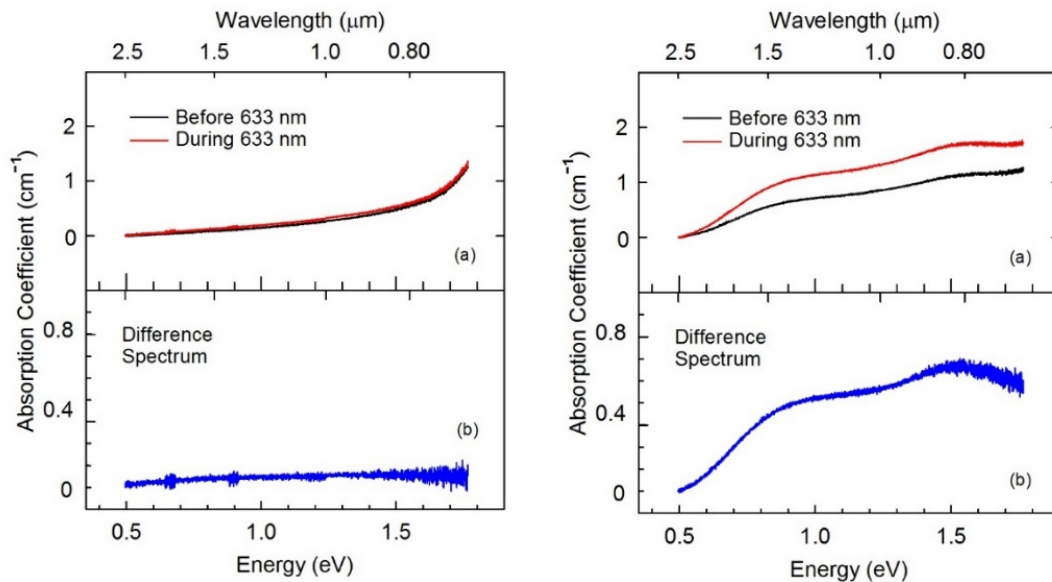 Wavelength (μm)
2.5 1.5 1.0 0.80
Absorption Coefficient (cm⁻¹)
2
1
0
Before 633 nm
During 633 nm
(a)
0.8
0.4
0
Difference
Spectrum
(b)
0.5 1.0 1.5
Energy (eV)
Wavelength (μm)
2.5 1.5 1.0 0.80
Absorption Coefficient (cm⁻¹)
2
1
0
Before 633 nm
During 633 nm
(a)
0.8
0.4
0
Difference
Spectrum
(b)
0.5 1.0 1.5
Energy (eV)